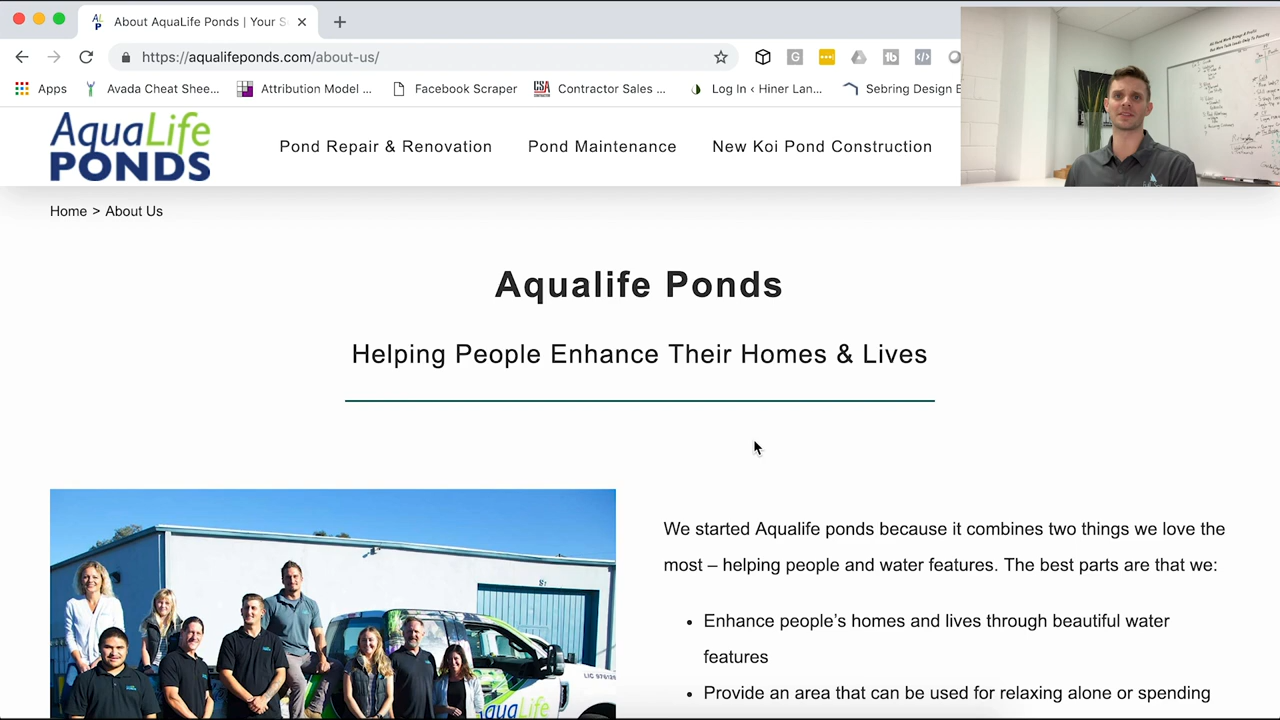 About AquaLife Ponds | Your S
https://aqualifeponds.com/about-us/
Apps
Avada Cheat Shee...
Attribution Model ...
Facebook Scraper
Contractor Sales ...
Log In ‹ Hiner Lan...
Sebring Design E
AquaLife
PONDS
Pond Repair & Renovation
Pond Maintenance
New Koi Pond Construction
Home > About Us
Aqualife Ponds
Helping People Enhance Their Homes & Lives
We started Aqualife ponds because it combines two things we love the
most – helping people and water features. The best parts are that we:
• Enhance people’s homes and lives through beautiful water
features
• Provide an area that can be used for relaxing alone or spending
AquaLife